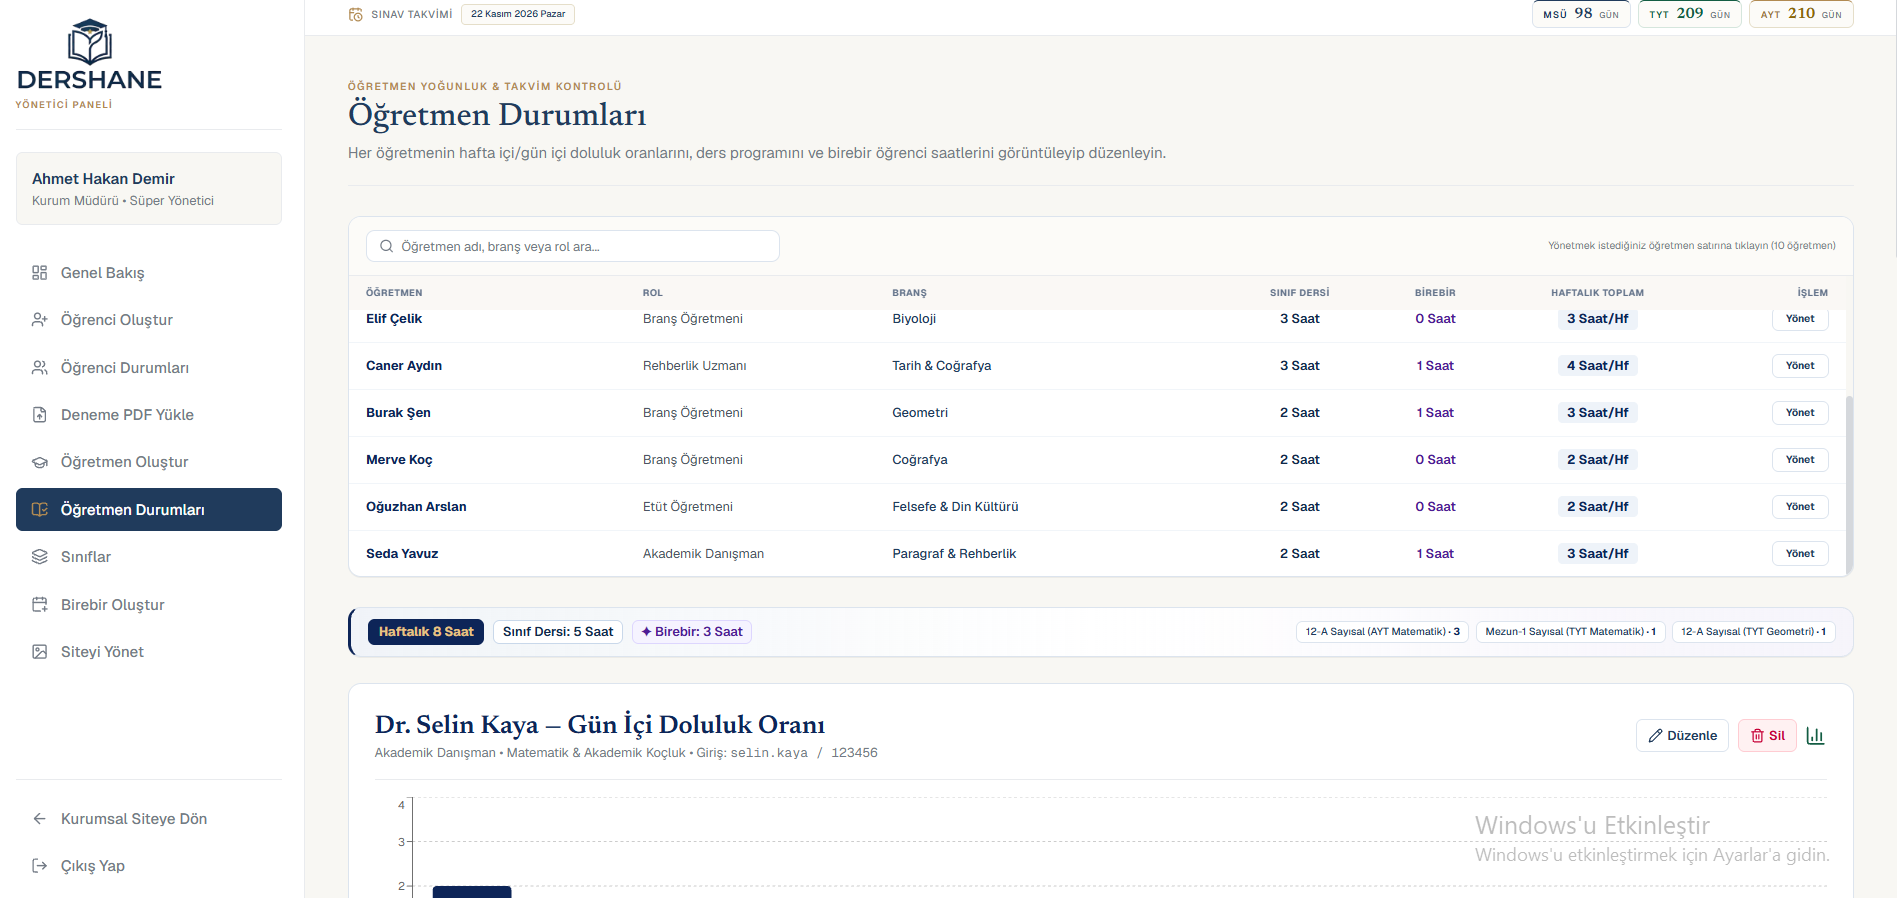 DERSHANE
YÖNETİCİ PANELİ
Ahmet Hakan Demir
Kurum Müdürü • Süper Yönetici
Genel Bakış
Öğrenci Oluştur
Öğrenci Durumları
Deneme PDF Yükle
Öğretmen Oluştur
Öğretmen Durumları
Sınıflar
Birebir Oluştur
Siteyi Yönet
Kurumsal Siteye Dön
Çıkış Yap
SINAV TAKVİMİ 22 Kasım 2026 Pazar MSÜ 98 GÜN TYT 209 GÜN AYT 210 GÜN
ÖĞRETMEN YOĞUNLUK & TAKVİM KONTROLÜ
Öğretmen Durumları
Her öğretmenin hafta içi/gün içi doluluk oranlarını, ders programını ve birebir öğrenci saatlerini görüntüleyip düzenleyin.
Öğretmen adı, branş veya rol ara... Yönetmek istediğiniz öğretmen satırına tıklayın (10 öğretmen)
ÖĞRETMEN ROL BRANŞ SINIF DERSİ BİREBİR HAFTALIK TOPLAM İŞLEM
Elif Çelik Branş Öğretmeni Biyoloji 3 Saat 0 Saat 3 Saat/Hf Yönet
Caner Aydın Rehberlik Uzmanı Tarih & Coğrafya 3 Saat 1 Saat 4 Saat/Hf Yönet
Burak Şen Branş Öğretmeni Geometri 2 Saat 1 Saat 3 Saat/Hf Yönet
Merve Koç Branş Öğretmeni Coğrafya 2 Saat 0 Saat 2 Saat/Hf Yönet
Oğuzhan Arslan Etüt Öğretmeni Felsefe & Din Kültürü 2 Saat 0 Saat 2 Saat/Hf Yönet
Seda Yavuz Akademik Danışman Paragraf & Rehberlik 2 Saat 1 Saat 3 Saat/Hf Yönet
Haftalık 8 Saat Sınıf Dersi: 5 Saat ✦ Birebir: 3 Saat 12-A Sayısal (AYT Matematik) • 3 Mezun-1 Sayısal (TYT Matematik) • 1 12-A Sayısal (TYT Geometri) • 1
Dr. Selin Kaya — Gün İçi Doluluk Oranı
Akademik Danışman • Matematik & Akademik Koçluk • Giriş: selin.kaya / 123456
Düzenle Sil
4
3
2
Windows'u Etkinleştir
Windows'u etkinleştirmek için Ayarlar'a gidin.